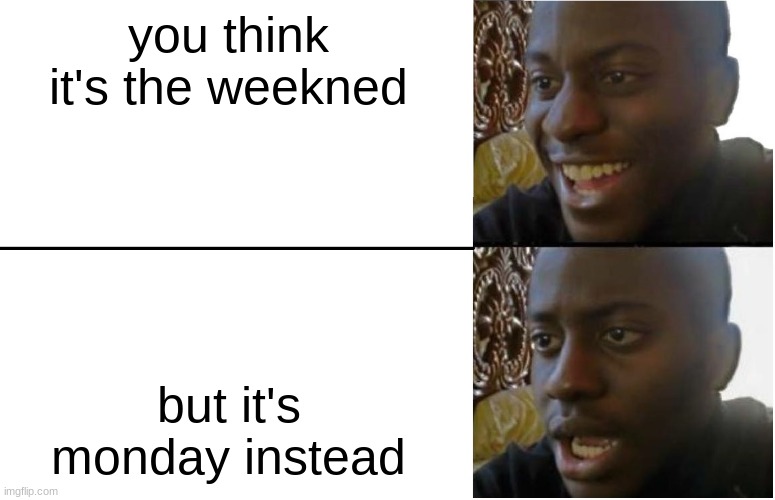 you think
it's the weekned
but it's
monday instead
imgflip.com